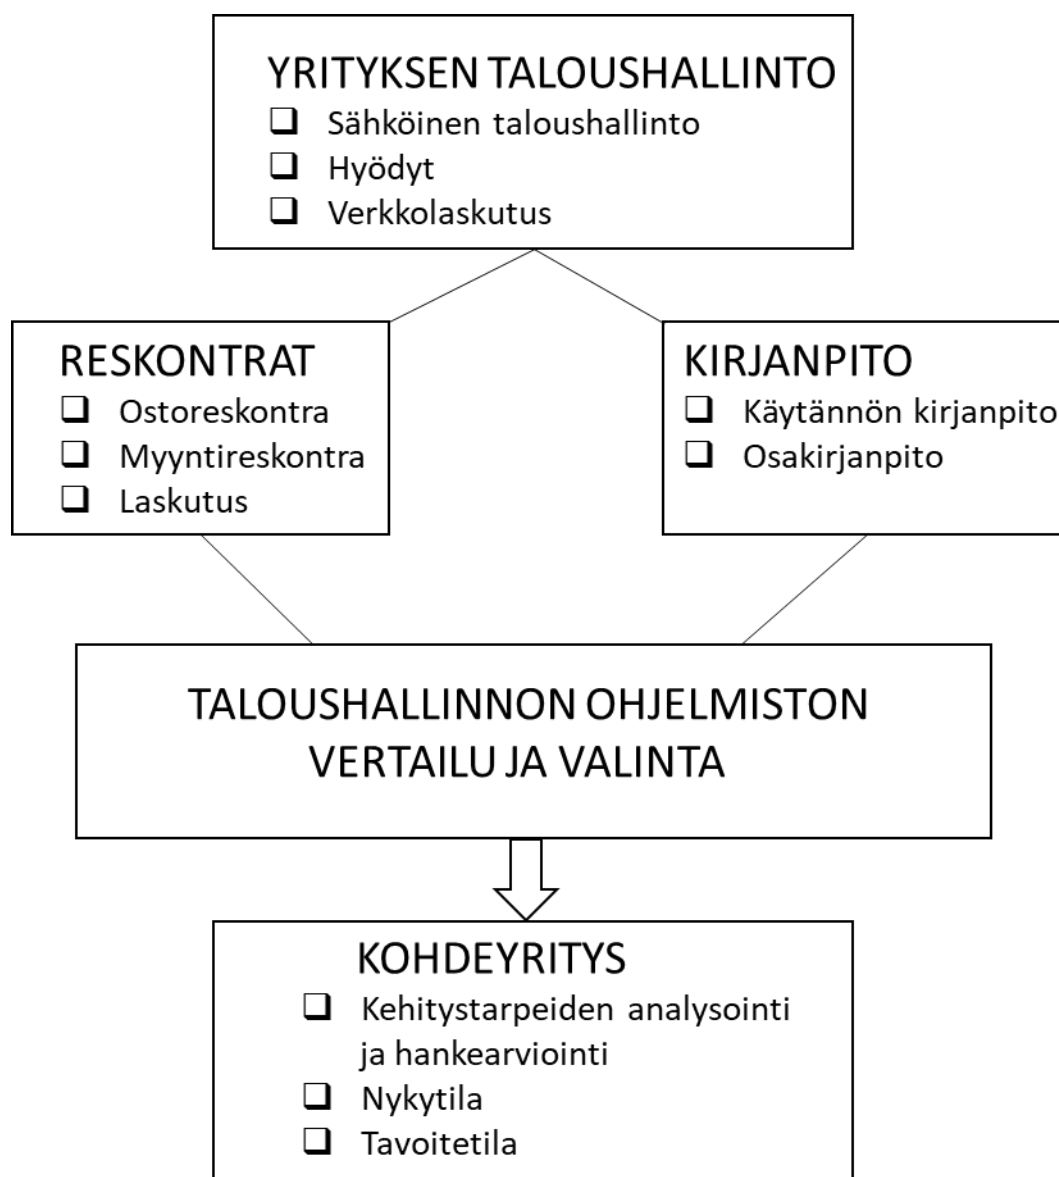 YRITYKSEN TALOUSHALLINTO
❑ Sähköinen taloushallinto
❑ Hyödyt
❑ Verkkolaskutus
RESKONTRAT
❑ Ostoreskontra
❑ Myyntireskontra
❑ Laskutus
KIRJANPITO
❑ Käytännön kirjanpito
❑ Osakirjanpito
TALOUSHALLINNON OHJELMISTON
VERTAILU JA VALINTA
KOHDEYRITYS
❑ Kehitystarpeiden analysointi
ja hankearviointi
❑ Nykytila
❑ Tavoitetila